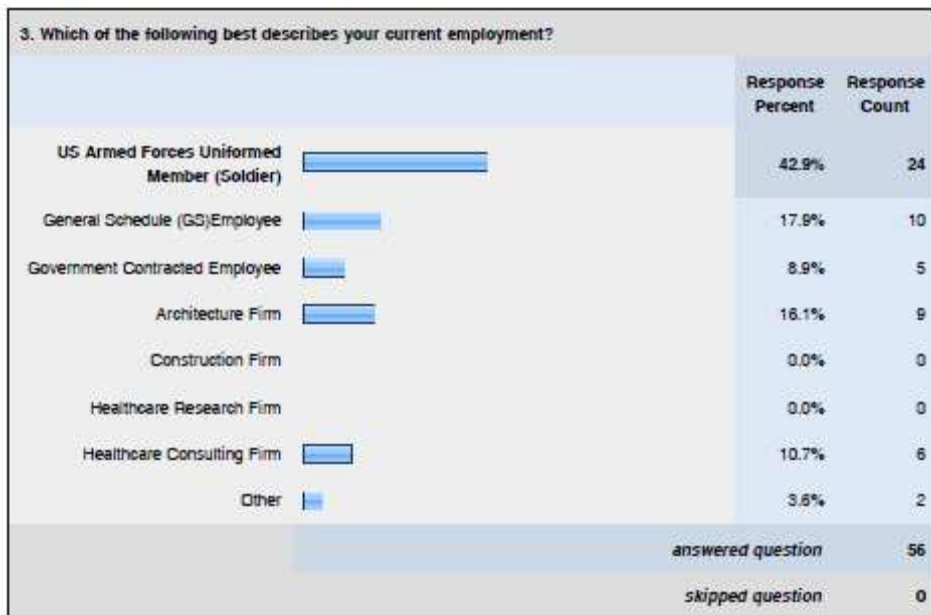 3. Which of the following best describes your current employment?
Response Percent
Response Count
US Armed Forces Uniformed
Member (Soldier)
42.9% 24
General Schedule (GS)Employee 17.9% 10
Government Contracted Employee 8.9% 5
Architecture Firm 16.1% 9
Construction Firm 0.0% 0
Healthcare Research Firm 0.0% 0
Healthcare Consulting Firm 10.7% 6
Other 3.6% 2
answered question 56
skipped question 0